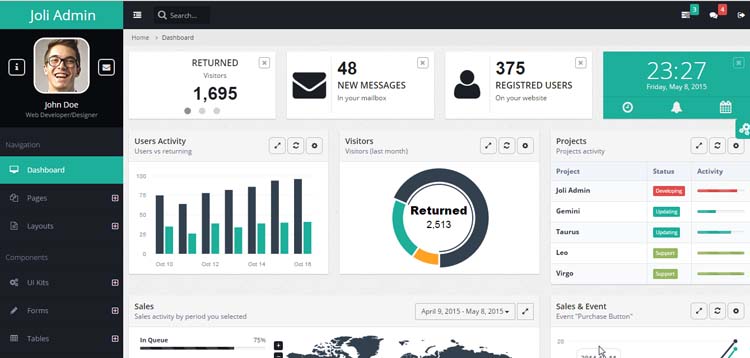 Joli Admin
Search...
3
4
Home > Dashboard
John Doe
Web Developer/Designer
RETURNED
Visitors
1,695
48
NEW MESSAGES
In your mailbox
375
REGISTRED USERS
On your website
23:27
Friday, May 8, 2015
Navigation
Dashboard
Pages
Layouts
Components
UI Kits
Forms
Tables
Users Activity
Users vs returning
100
75
50
25
0
Oct 10
Oct 12
Oct 14
Oct 16
Visitors
Visitors (last month)
Returned
2,513
Projects
Projects activity
Project Status Activity
Joli Admin Developing
Gemini Updating
Taurus Updating
Leo Support
Virgo Support
Sales
Sales activity by period you selected
April 9, 2015 - May 8, 2015
In Queue 75%
Sales & Event
Event "Purchase Button"
20